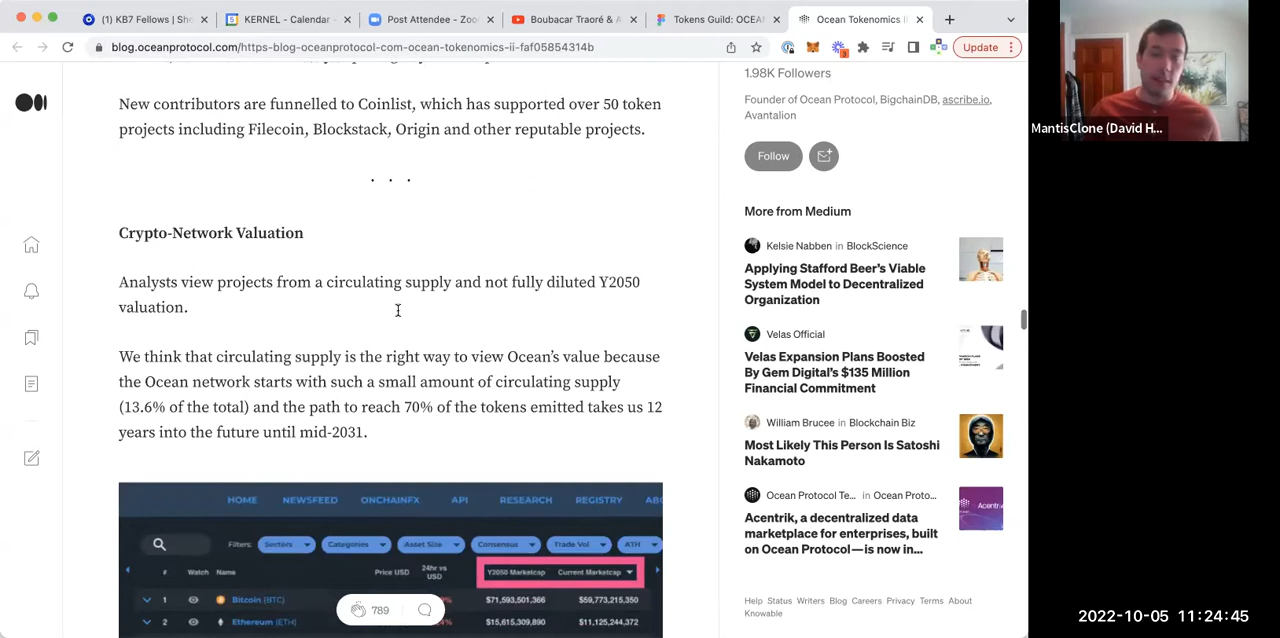 (1) KB7 Fellows | Sho
KERNEL - Calendar -
Post Attendee - Zoo
Boubacar Traoré & A
Tokens Guild: OCEAN
Ocean Tokenomics II
blog.oceanprotocol.com/https-blog-oceanprotocol-com-ocean-tokenomics-ii-faf05854314b
3
Update
New contributors are funnelled to Coinlist, which has supported over 50 token
projects including Filecoin, Blockstack, Origin and other reputable projects.
. . .
Crypto-Network Valuation
Analysts view projects from a circulating supply and not fully diluted Y2050
valuation.
We think that circulating supply is the right way to view Ocean’s value because
the Ocean network starts with such a small amount of circulating supply
(13.6% of the total) and the path to reach 70% of the tokens emitted takes us 12
years into the future until mid-2031.
HOME NEWSFEED ONCHAINFX API RESEARCH REGISTRY ABO
Filters: Sectors Categories Asset Size Consensus Trade Vol ATH
# Watch Name Price USD 24hr vs USD Y2050 Marketcap Current Marketcap
1 Bitcoin (BTC) $71,593,501,366 $59,773,215,350
2 Ethereum (ETH) $15,615,309,890 $11,125,244,372
789
1.98K Followers
Founder of Ocean Protocol, BigchainDB, ascribe.io,
Avantalion
Follow
More from Medium
Kelsie Nabben in BlockScience
Applying Stafford Beer’s Viable
System Model to Decentralized
Organization
Velas Official
Velas Expansion Plans Boosted
By Gem Digital’s $135 Million
Financial Commitment
William Brucee in Blockchain Biz
Most Likely This Person Is Satoshi
Nakamoto
Ocean Protocol Te... in Ocean Proto...
Acentrik, a decentralized data
marketplace for enterprises, built
on Ocean Protocol — is now in...
Help Status Writers Blog Careers Privacy Terms About
Knowable
MantisClone (David H...
2022-10-05 11:24:45